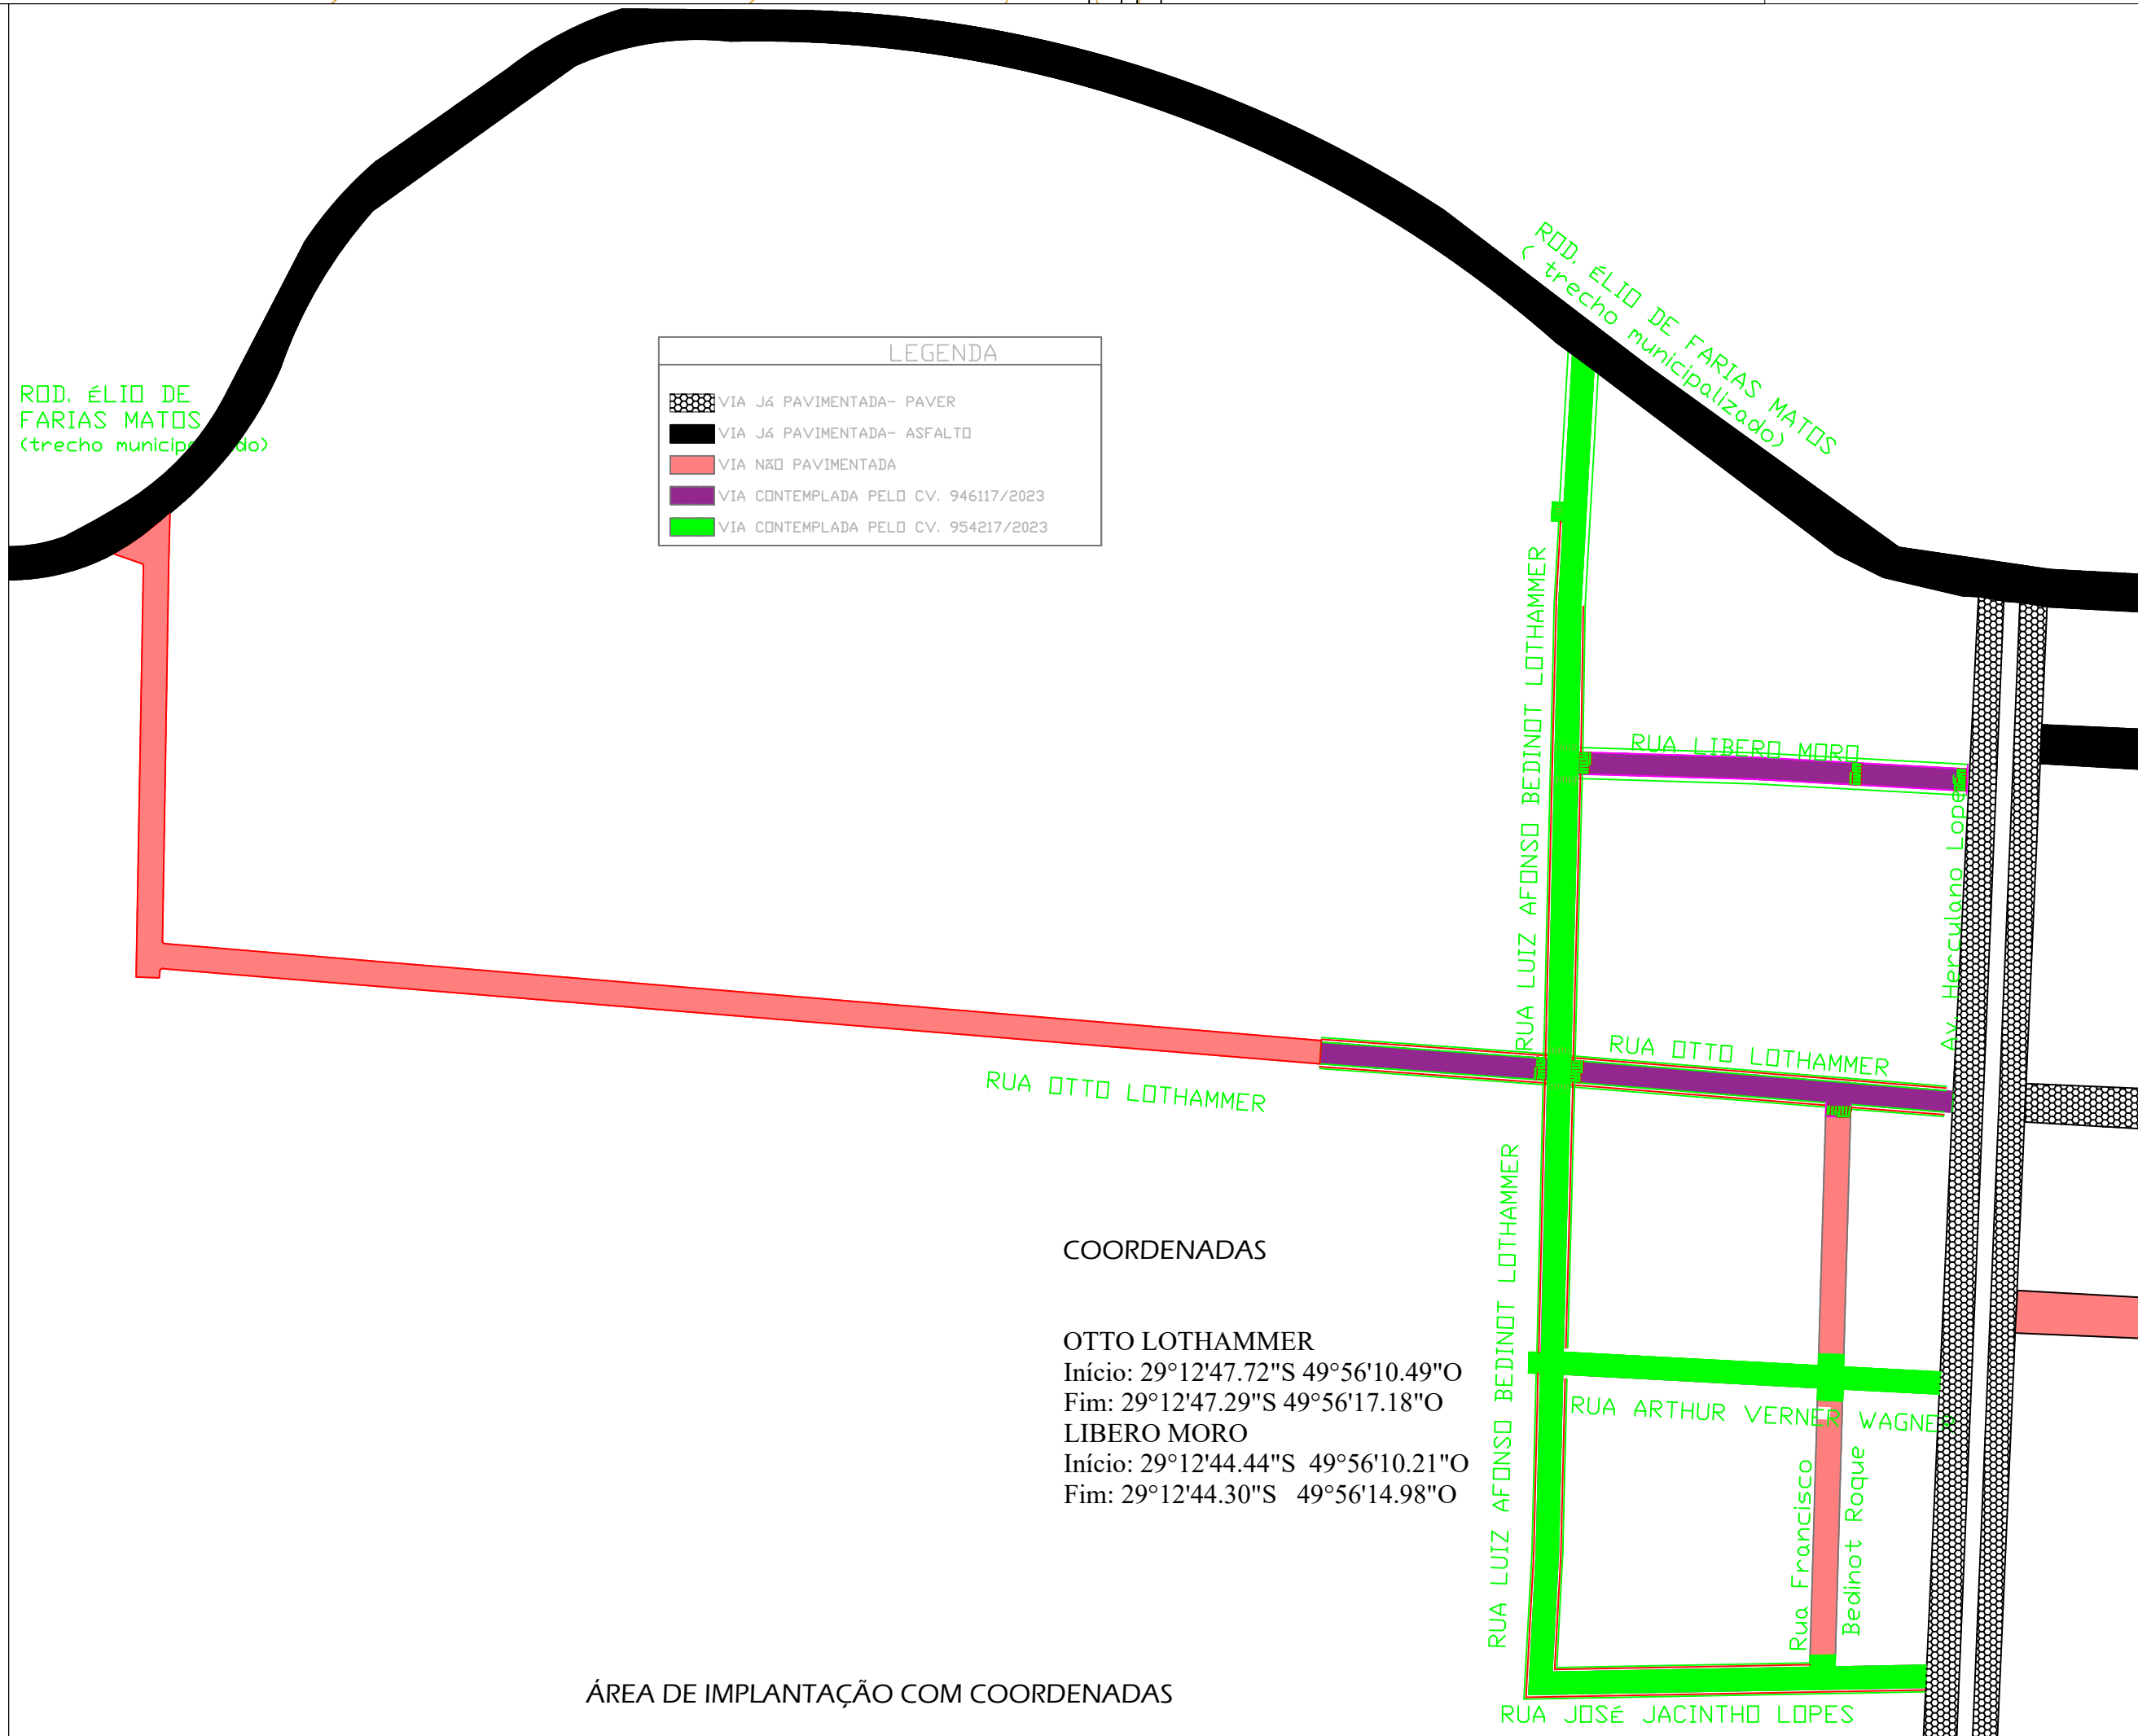 ROD. ÉLIO DE FARIAS MATOS
( trecho municipalizado)
LEGENDA
VIA Já PAVIMENTADA- PAVER
VIA Já PAVIMENTADA- ASFALTO
VIA NãO PAVIMENTADA
VIA CONTEMPLADA PELO CV. 946117/2023
VIA CONTEMPLADA PELO CV. 954217/2023
ROD. ÉLIO DE
FARIAS MATOS
(trecho municipalizado)
RUA LUIZ AFONSO BEDINOT LOTHAMMER
RUA LIBERO MORO
Av. Herculano Lopes
RUA OTTO LOTHAMMER
RUA OTTO LOTHAMMER
RUA LUIZ AFONSO BEDINOT LOTHAMMER
COORDENADAS
OTTO LOTHAMMER
Início: 29°12'47.72"S 49°56'10.49"O
Fim: 29°12'47.29"S 49°56'17.18"O
LIBERO MORO
Início: 29°12'44.44"S 49°56'10.21"O
Fim: 29°12'44.30"S 49°56'14.98"O
RUA ARTHUR VERNER WAGNER
Rua Francisco
Bedinot Roque
ÁREA DE IMPLANTAÇÃO COM COORDENADAS
RUA JOSÉ JACINTHO LOPES